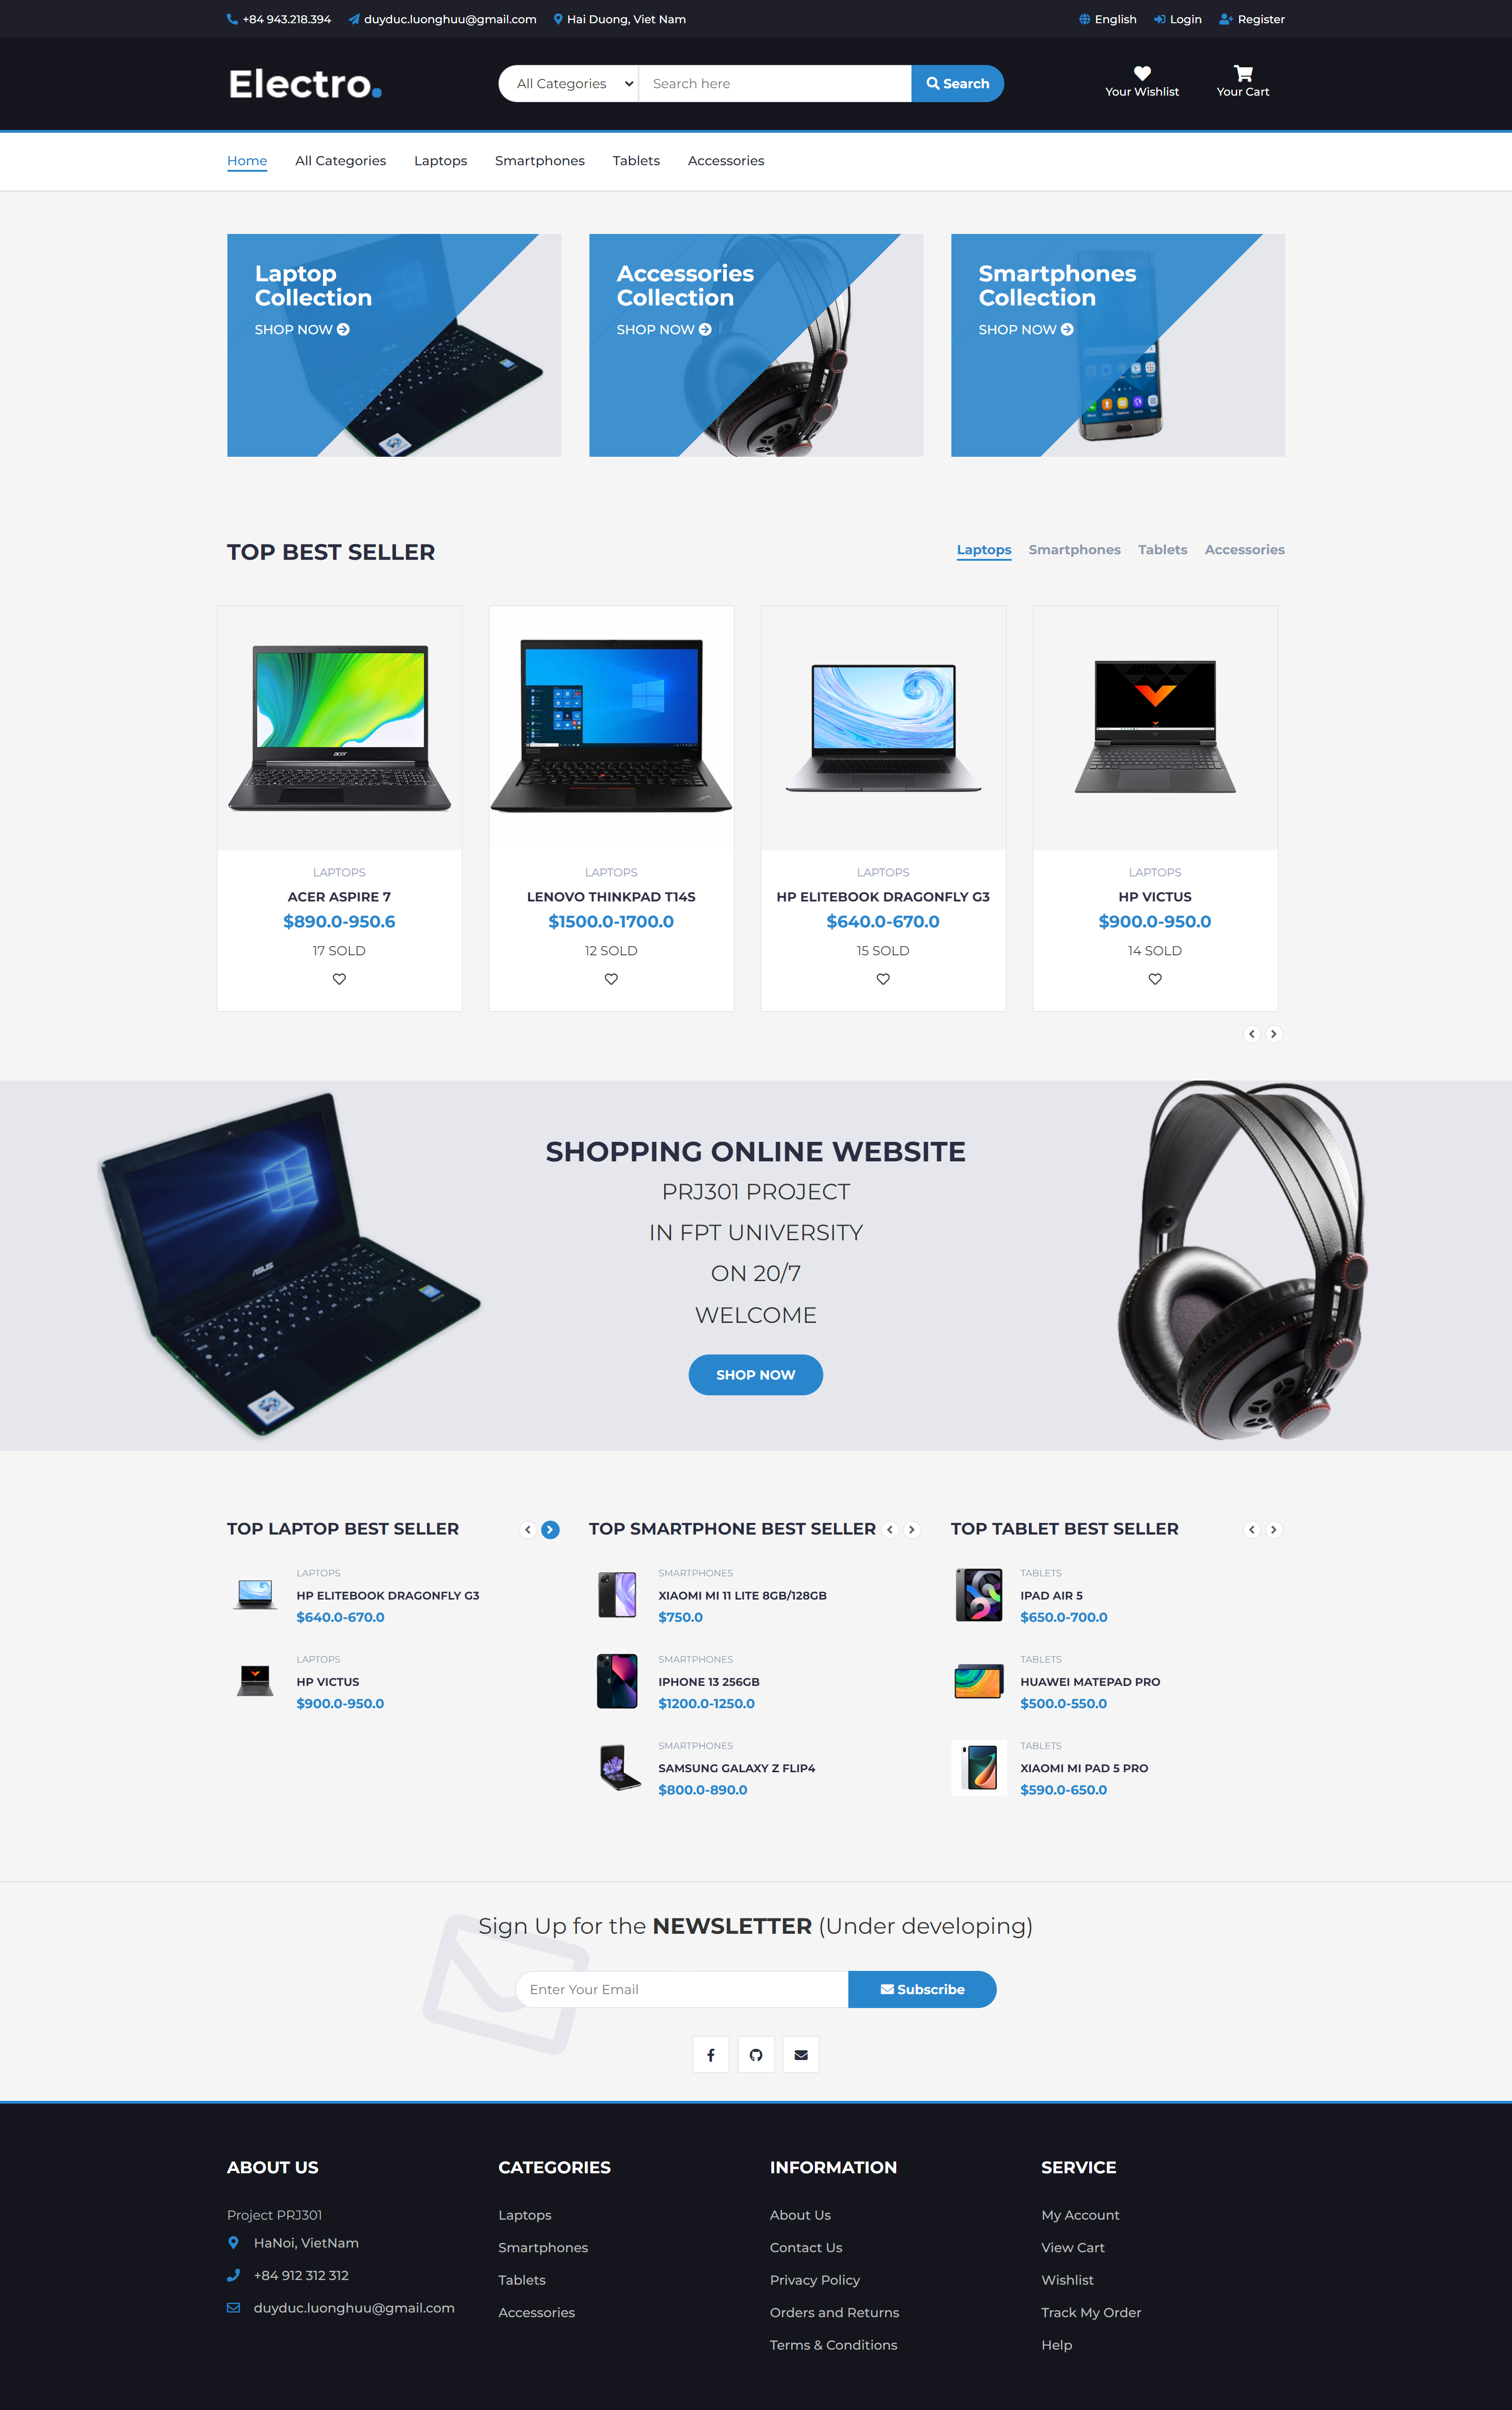 +84 943.218.394 duyduc.luonghuu@gmail.com Hai Duong, Viet Nam English Login Register
Electro. All Categories Search here Search Your Wishlist Your Cart
Home All Categories Laptops Smartphones Tablets Accessories
Laptop
Collection
SHOP NOW
Accessories
Collection
SHOP NOW
Smartphones
Collection
SHOP NOW
TOP BEST SELLER Laptops Smartphones Tablets Accessories
acer
LAPTOPS
ACER ASPIRE 7
$890.0-950.6
17 SOLD
LAPTOPS
LENOVO THINKPAD T14S
$1500.0-1700.0
12 SOLD
LAPTOPS
HP ELITEBOOK DRAGONFLY G3
$640.0-670.0
15 SOLD
LAPTOPS
HP VICTUS
$900.0-950.0
14 SOLD
ASUS
SHOPPING ONLINE WEBSITE
PRJ301 PROJECT
IN FPT UNIVERSITY
ON 20/7
WELCOME
SHOP NOW
TOP LAPTOP BEST SELLER
LAPTOPS
HP ELITEBOOK DRAGONFLY G3
$640.0-670.0
LAPTOPS
HP VICTUS
$900.0-950.0
TOP SMARTPHONE BEST SELLER
SMARTPHONES
XIAOMI MI 11 LITE 8GB/128GB
$750.0
SMARTPHONES
IPHONE 13 256GB
$1200.0-1250.0
SMARTPHONES
SAMSUNG GALAXY Z FLIP4
$800.0-890.0
TOP TABLET BEST SELLER
TABLETS
IPAD AIR 5
$650.0-700.0
TABLETS
HUAWEI MATEPAD PRO
$500.0-550.0
TABLETS
XIAOMI MI PAD 5 PRO
$590.0-650.0
Sign Up for the NEWSLETTER (Under developing)
Enter Your Email Subscribe
ABOUT US
Project PRJ301
HaNoi, VietNam
+84 912 312 312
duyduc.luonghuu@gmail.com
CATEGORIES
Laptops
Smartphones
Tablets
Accessories
INFORMATION
About Us
Contact Us
Privacy Policy
Orders and Returns
Terms & Conditions
SERVICE
My Account
View Cart
Wishlist
Track My Order
Help